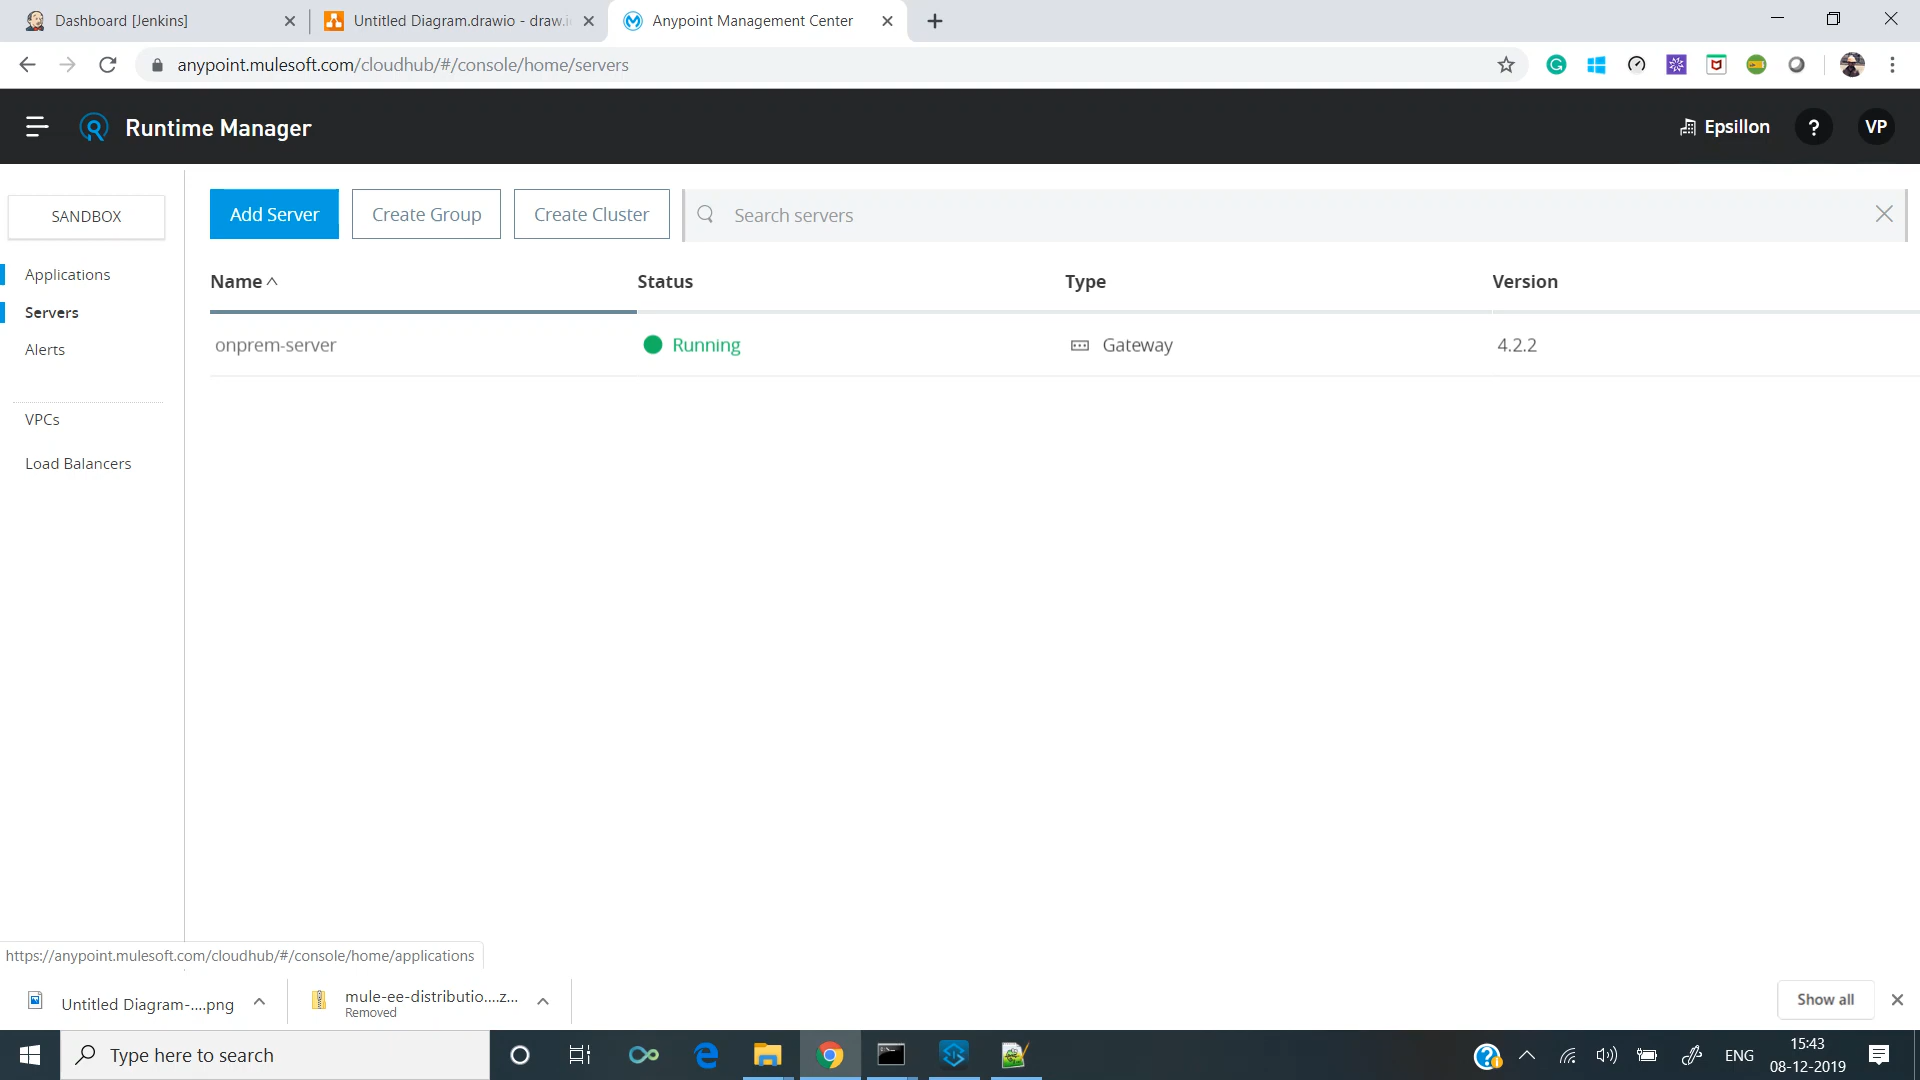 Dashboard [Jenkins]
Untitled Diagram.drawio - draw.i
Anypoint Management Center
anypoint.mulesoft.com/cloudhub/#/console/home/servers
Runtime Manager
Epsillon
?
VP
SANDBOX
Applications
Servers
Alerts
VPCs
Load Balancers
Add Server
Create Group
Create Cluster
Search servers
Name
Status
Type
Version
onprem-server
Running
Gateway
4.2.2
https://anypoint.mulesoft.com/cloudhub/#/console/home/applications
Untitled Diagram-....png
mule-ee-distributio....z...
Removed
Show all
Type here to search
ENG
15:43
08-12-2019